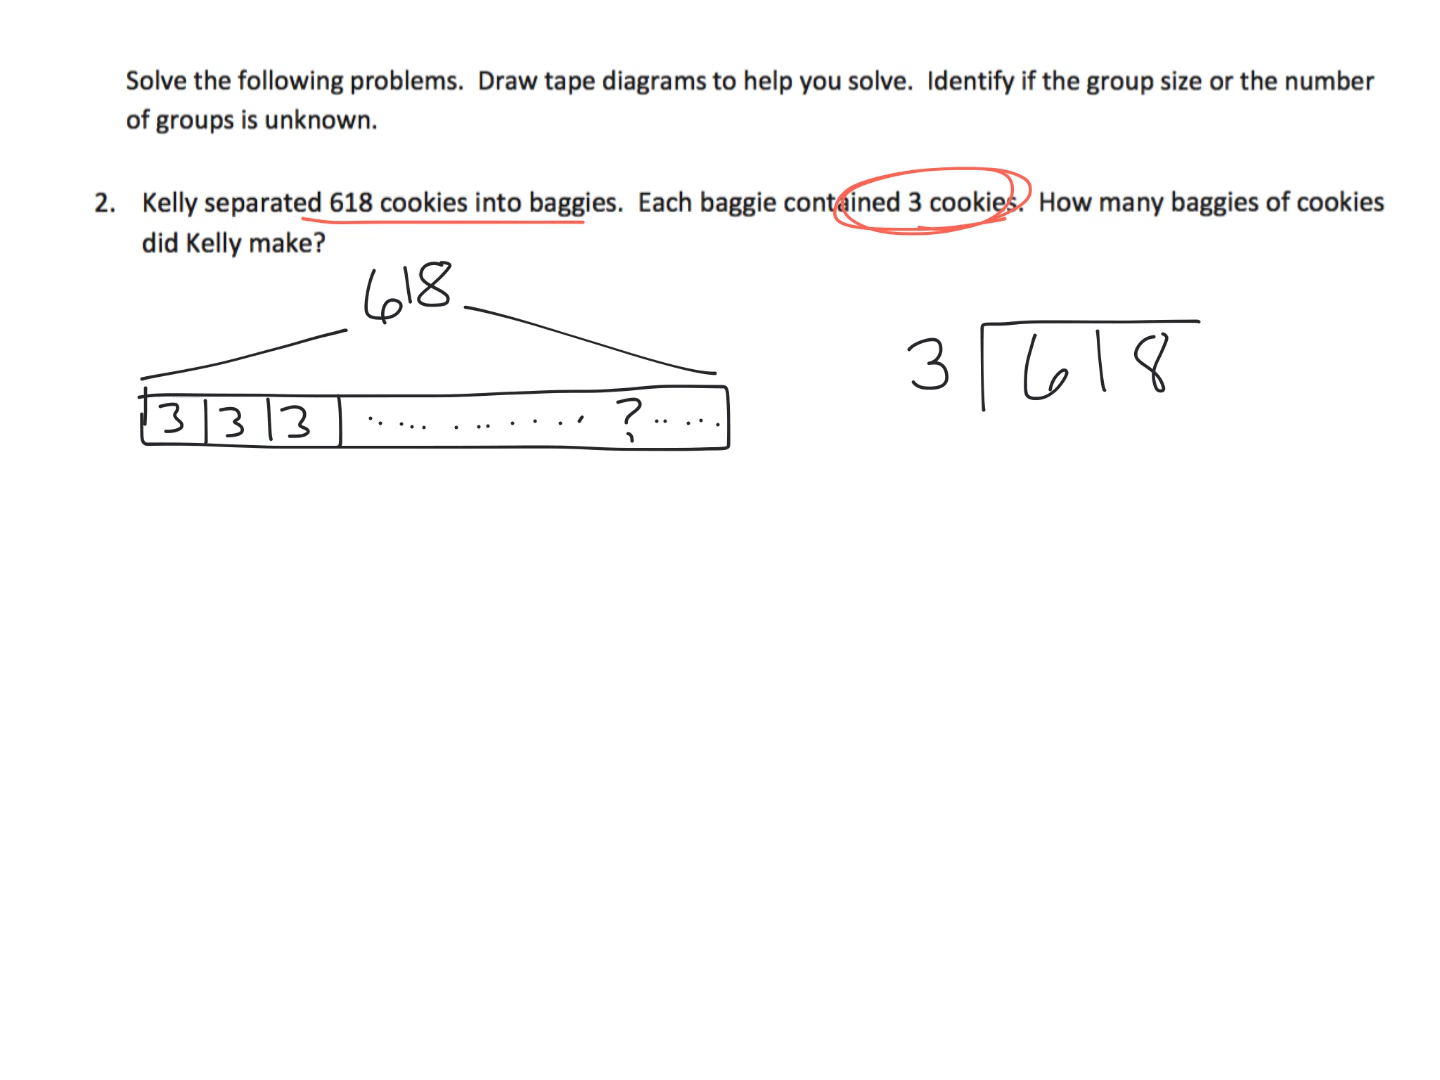 Solve the following problems. Draw tape diagrams to help you solve. Identify if the group size or the number
of groups is unknown.
2. Kelly separated 618 cookies into baggies. Each baggie contained 3 cookies. How many baggies of cookies
did Kelly make?
618
3 618
3 3 3 ............ ? .....